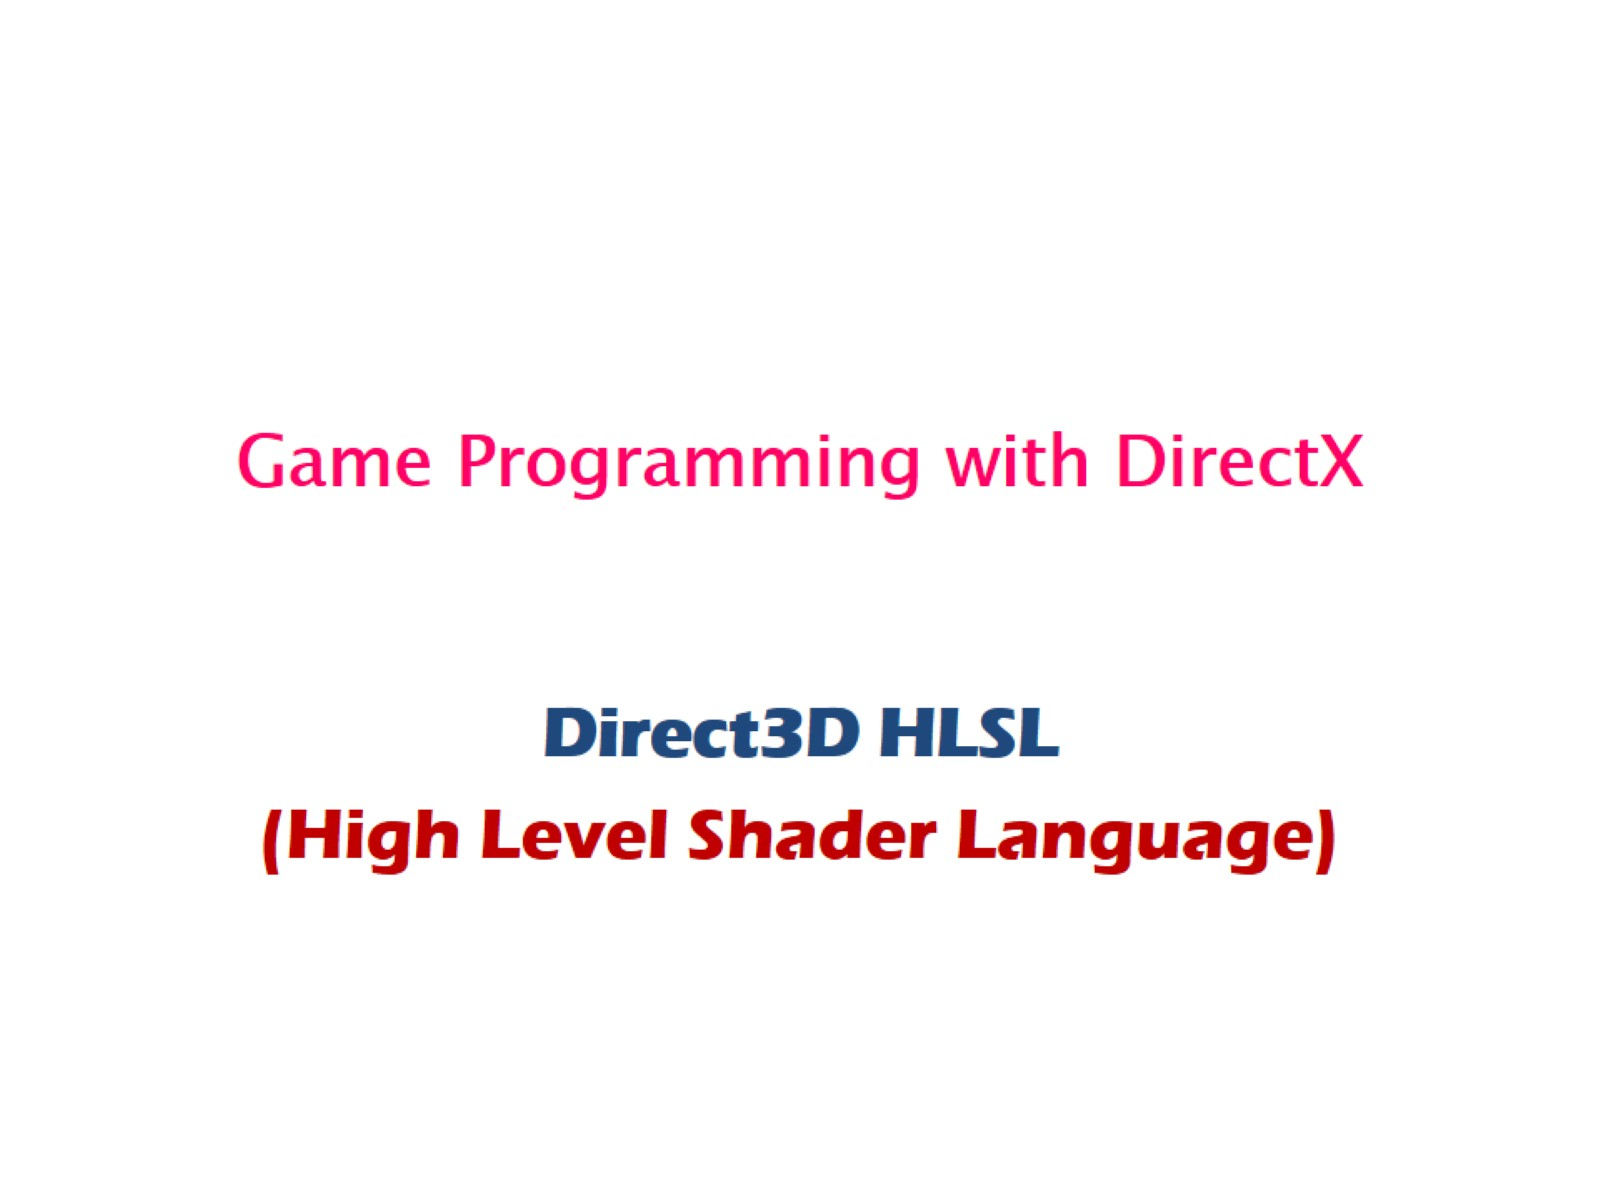 Game Programming with DirectX
Direct3D HLSL
(High Level Shader Language)